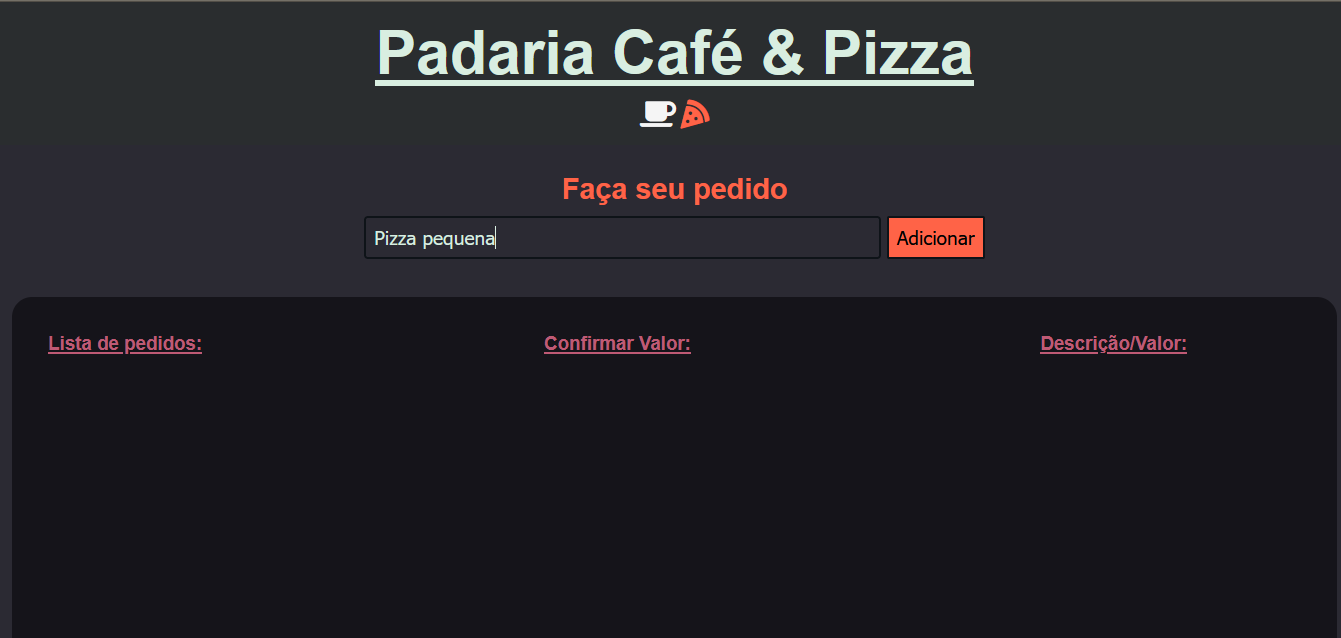 Padaria Café & Pizza
Faça seu pedido
Pizza pequena
Adicionar
Lista de pedidos:
Confirmar Valor:
Descrição/Valor: